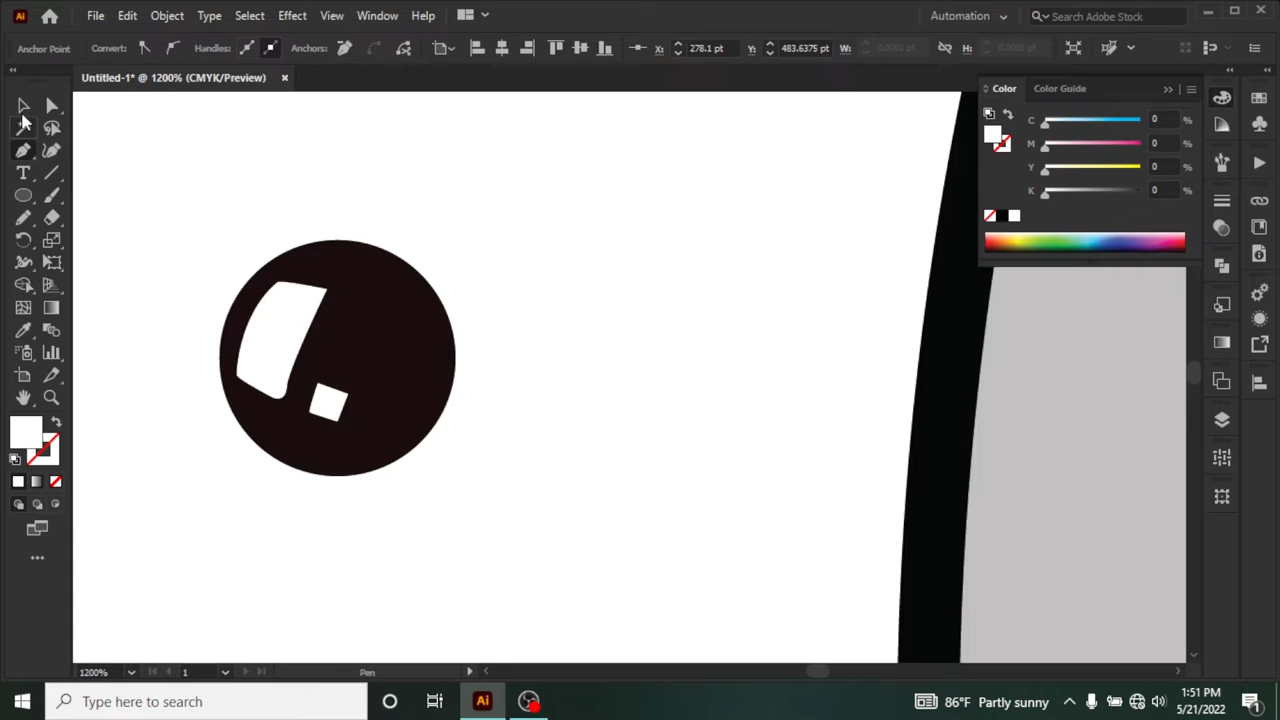 Ai File Edit Object Type Select Effect View Window Help Automation Search Adobe Stock
Anchor Point Convert: Handles: Anchors: X: 278.1 pt Y: 483.6375 pt W: 0.0001 pt H: 0.0001 pt
Untitled-1* @ 1200% (CMYK/Preview)
Color Color Guide
C 0 %
M 0 %
Y 0 %
K 0 %
1200% 1 Pen
Type here to search Ai 86°F Partly sunny 1:51 PM
5/21/2022